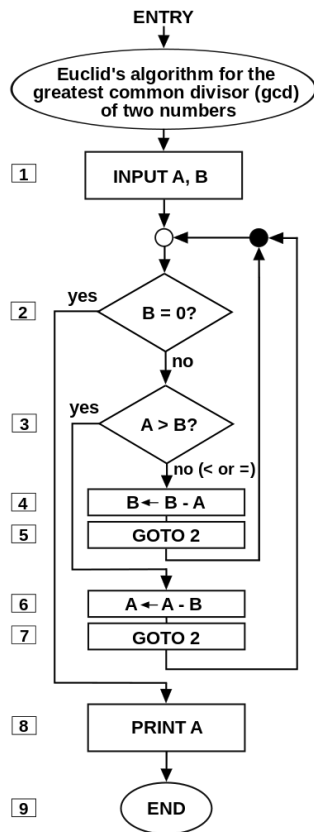 ENTRY
Euclid's algorithm for the
greatest common divisor (gcd)
of two numbers
1
INPUT A, B
yes
2
B = 0?
no
yes
3
A > B?
no (< or =)
4
B ← B - A
5
GOTO 2
6
A ← A - B
7
GOTO 2
8
PRINT A
9
END